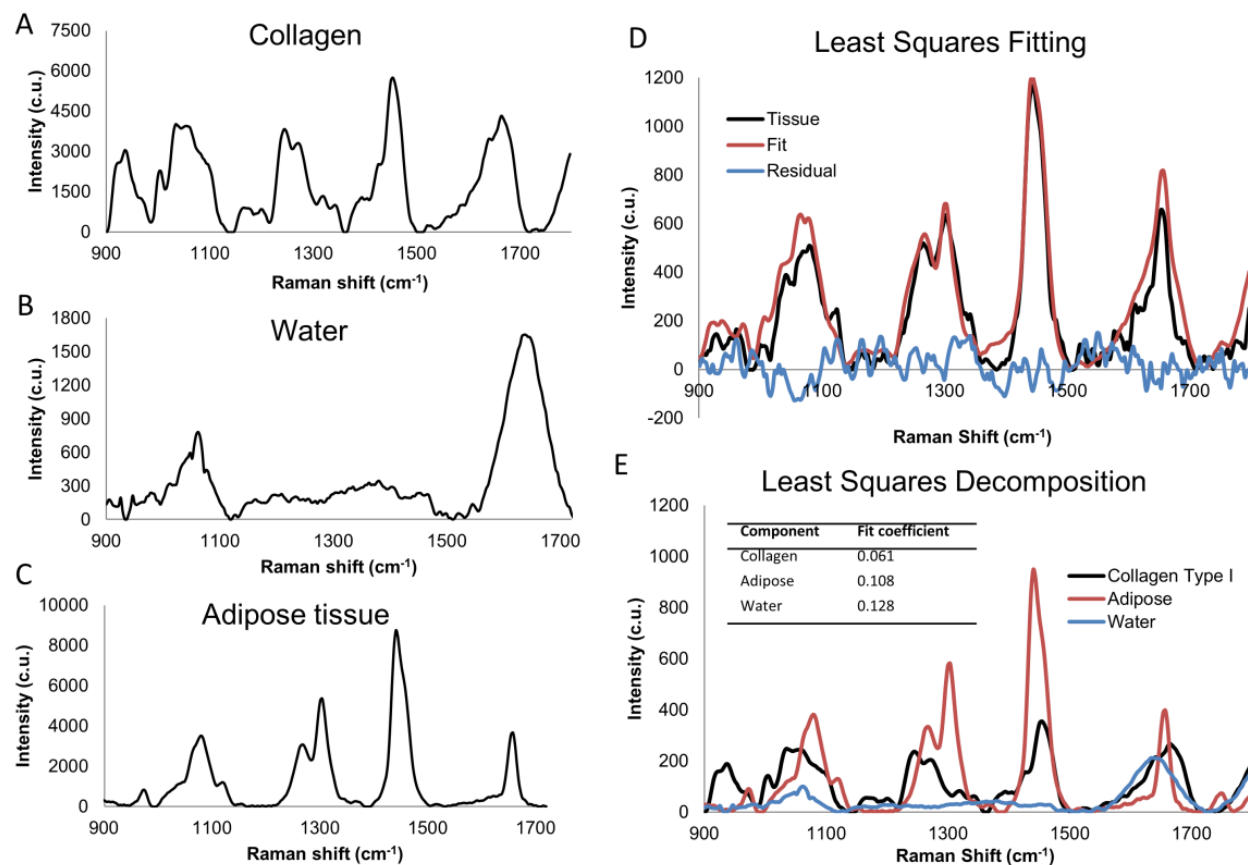 A
Collagen
7500
6000
4500
3000
1500
0
Intensity (c.u.)
900 1100 1300 1500 1700
Raman shift (cm-1)
B
Water
1800
1500
1200
900
600
300
0
Intensity (c.u.)
900 1100 1300 1500 1700
Raman shift (cm-1)
C
Adipose tissue
10000
8000
6000
4000
2000
0
Intensity (c.u.)
900 1100 1300 1500 1700
Raman shift (cm-1)
D
Least Squares Fitting
1200
1000
800
600
400
200
0
-200
Intensity (c.u.)
Tissue
Fit
Residual
900 1100 1300 1500 1700
Raman Shift (cm-1)
E
Least Squares Decomposition
1200
1000
800
600
400
200
0
Intensity (c.u.)
Component Fit coefficient
Collagen 0.061
Adipose 0.108
Water 0.128
Collagen Type I
Adipose
Water
900 1100 1300 1500 1700
Raman shift (cm-1)